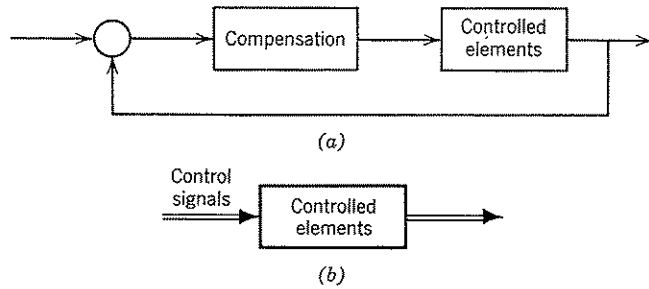 Compensation
Controlled
elements
(a)
Control
signals
Controlled
elements
(b)